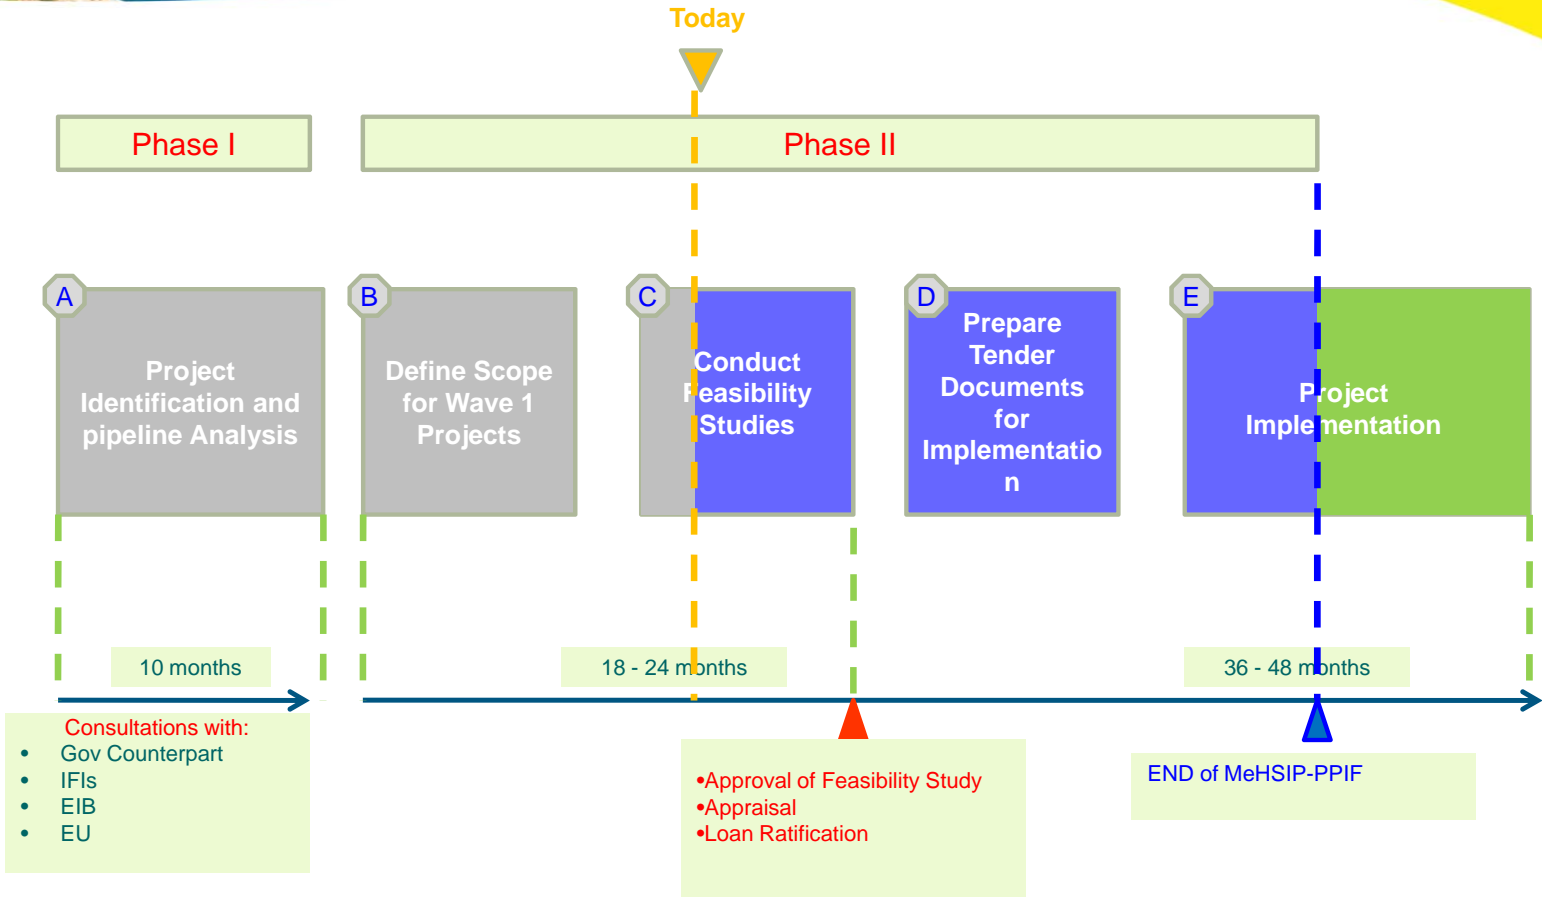 Today
Phase I
Phase II
A
Project
Identification and
pipeline Analysis
B
Define Scope
for Wave 1
Projects
C
Conduct
Feasibility
Studies
D
Prepare
Tender
Documents
for
Implementatio
n
E
Project
Implementation
10 months
18 - 24 months
36 - 48 months
Consultations with:
• Gov Counterpart
• IFIs
• EIB
• EU
•Approval of Feasibility Study
•Appraisal
•Loan Ratification
END of MeHSIP-PPIF